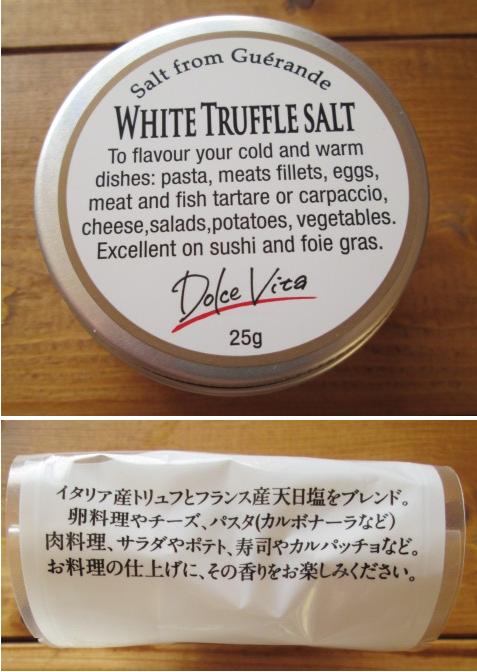 Salt from Guérande
WHITE TRUFFLE SALT
To flavour your cold and warm
dishes: pasta, meats fillets, eggs,
meat and fish tartare or carpaccio,
cheese,salads,potatoes, vegetables.
Excellent on sushi and foie gras.
Dolce Vita
25g
イタリア産トリュフとフランス産天日塩をブレンド。
卵料理やチーズ、パスタ(カルボナーラなど)
肉料理、サラダやポテト、寿司やカルパッチョなど。
お料理の仕上げに、その香りをお楽しみください。